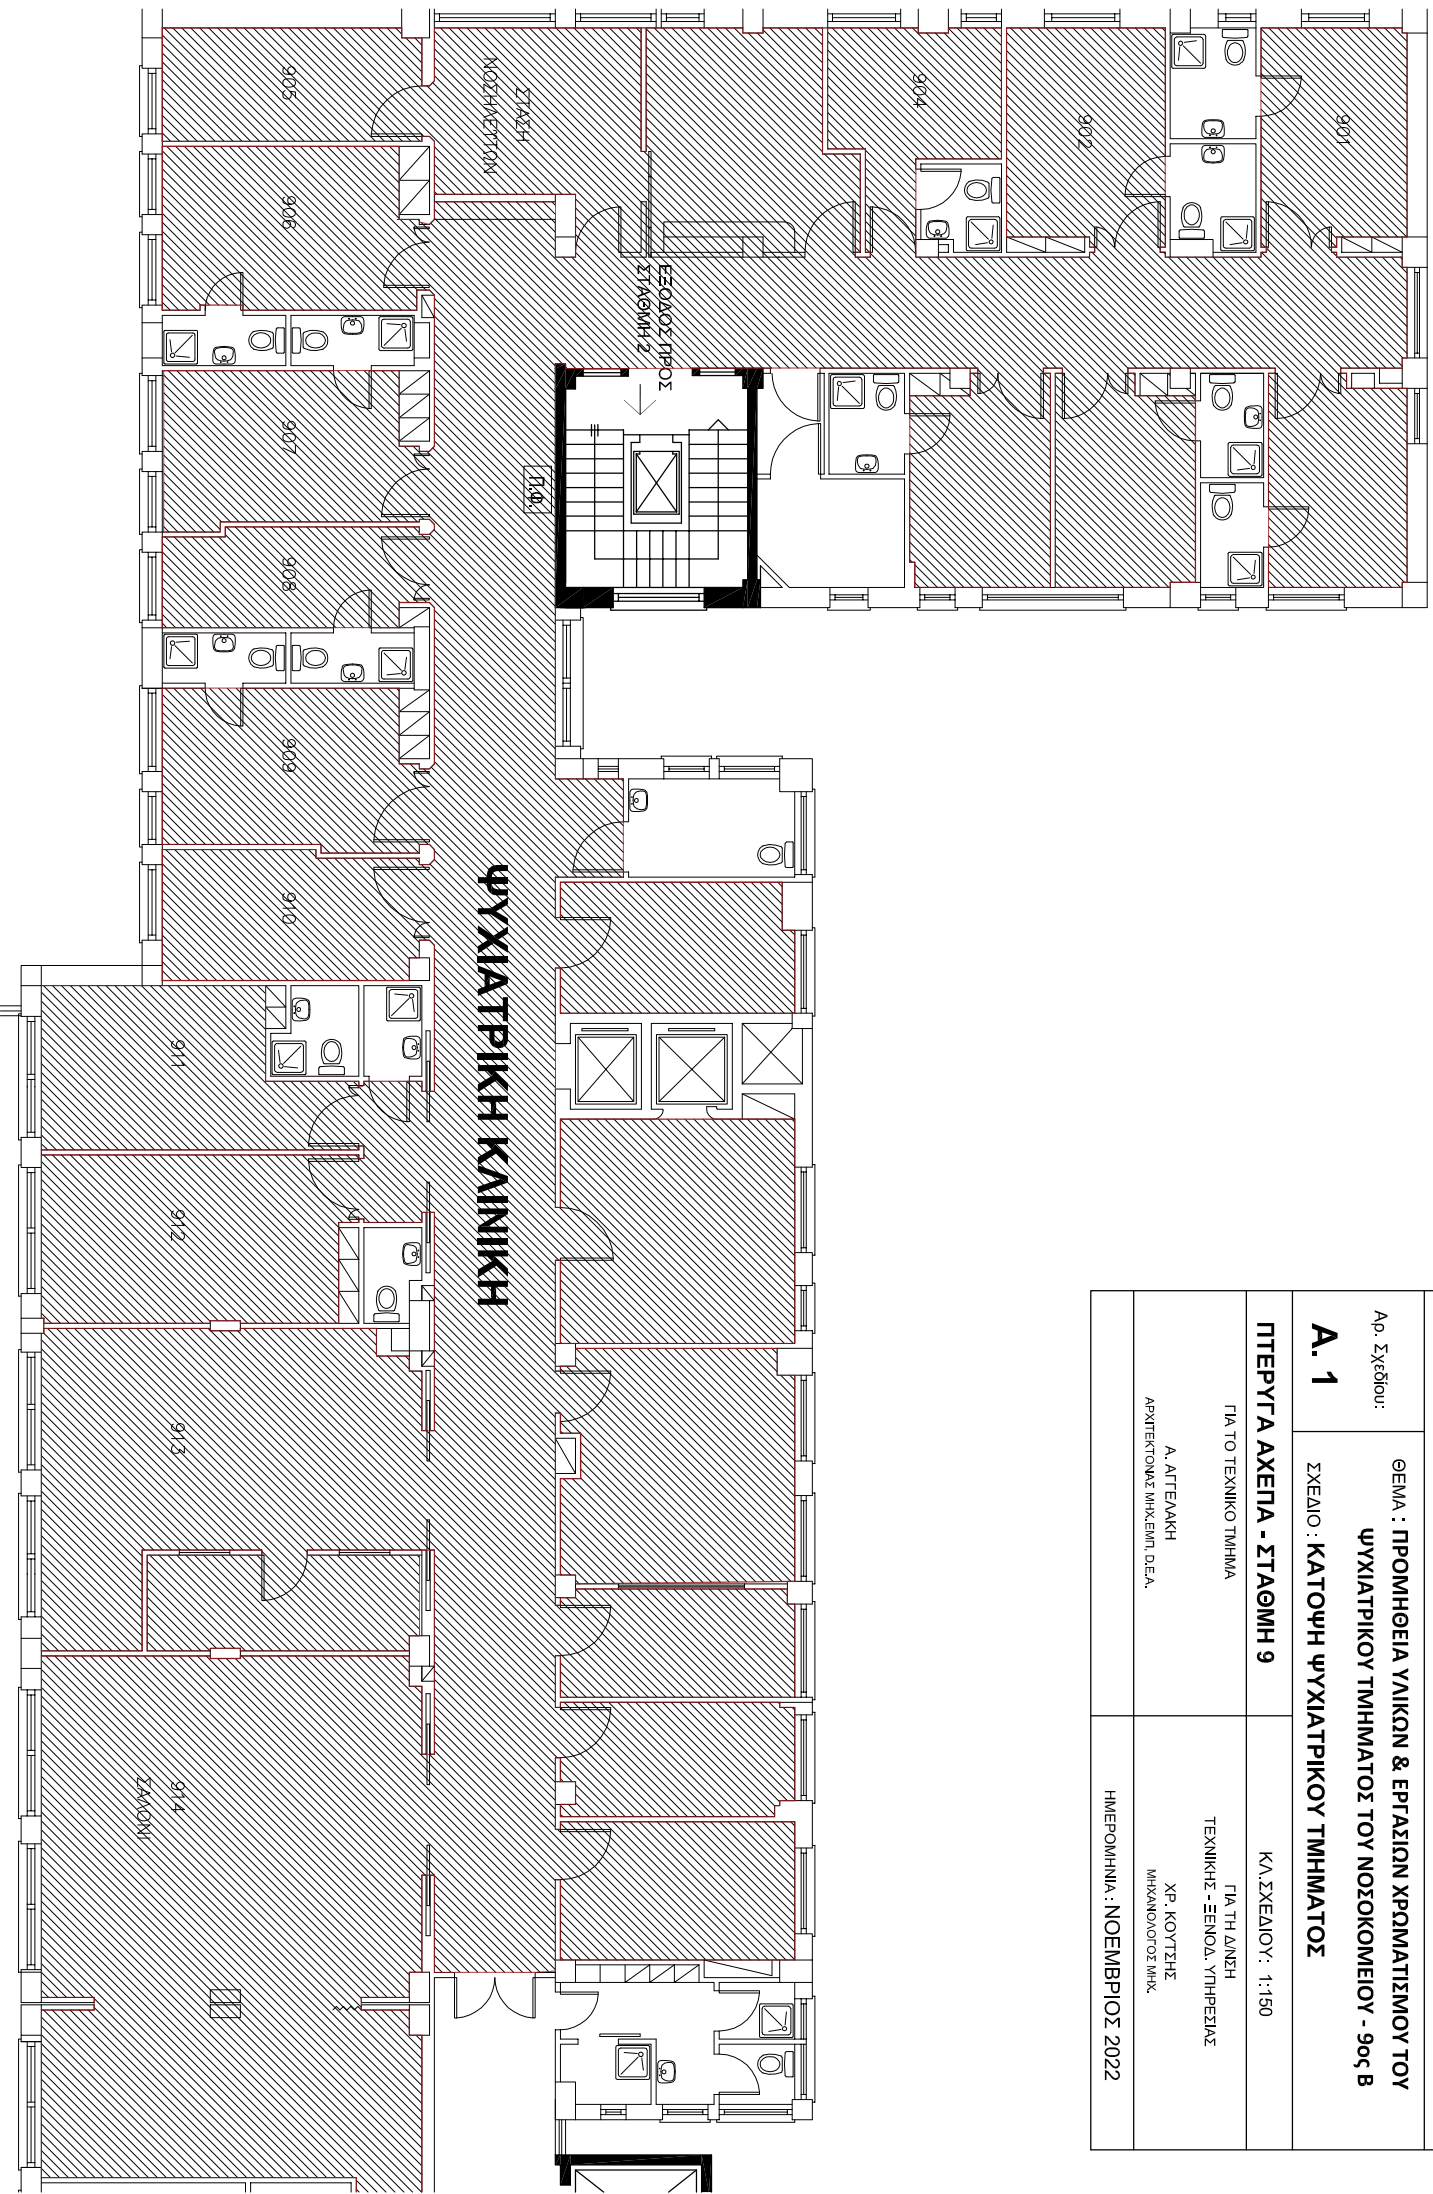 905
ΣΤΑΣΗ
ΝΟΣΗΛΕΥΤΩΝ
904
902
901
906
ΕΞΟΔΟΣ ΠΡΟΣ
ΣΤΑΘΜΗ 2
907
Π.Φ.
908
909
910
ΨΥΧΙΑΤΡΙΚΗ ΚΛΙΝΙΚΗ
911
912
913
914
ΣΑΛΟΝΙ
Αρ. Σχεδίου:
Α. 1
ΘΕΜΑ : ΠΡΟΜΗΘΕΙΑ ΥΛΙΚΩΝ & ΕΡΓΑΣΙΩΝ ΧΡΩΜΑΤΙΣΜΟΥ ΤΟΥ
ΨΥΧΙΑΤΡΙΚΟΥ ΤΜΗΜΑΤΟΣ ΤΟΥ ΝΟΣΟΚΟΜΕΙΟΥ - 9ος Β
ΣΧΕΔΙΟ : ΚΑΤΟΨΗ ΨΥΧΙΑΤΡΙΚΟΥ ΤΜΗΜΑΤΟΣ
ΠΤΕΡΥΓΑ ΑΧΕΠΑ - ΣΤΑΘΜΗ 9
ΚΛ.ΣΧΕΔΙΟΥ: 1:150
ΓΙΑ ΤΟ ΤΕΧΝΙΚΟ ΤΜΗΜΑ
Α. ΑΓΓΕΛΑΚΗ
ΑΡΧΙΤΕΚΤΟΝΑΣ ΜΗΧ.ΕΜΠ, D.E.A.
ΓΙΑ ΤΗ Δ/ΝΣΗ
ΤΕΧΝΙΚΗΣ - ΞΕΝΟΔ. ΥΠΗΡΕΣΙΑΣ
ΧΡ. ΚΟΥΤΣΗΣ
ΜΗΧΑΝΟΛΟΓΟΣ ΜΗΧ.
ΗΜΕΡΟΜΗΝΙΑ : ΝΟΕΜΒΡΙΟΣ 2022